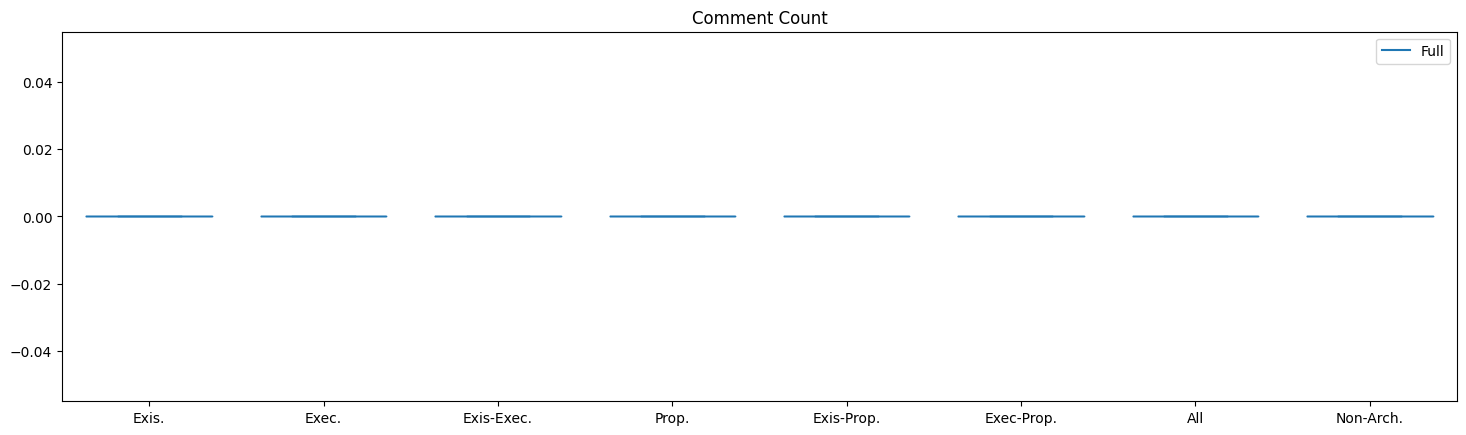 Comment Count
Full
0.04
0.02
0.00
−0.02
−0.04
Exis. Exec. Exis-Exec. Prop. Exis-Prop. Exec-Prop. All Non-Arch.